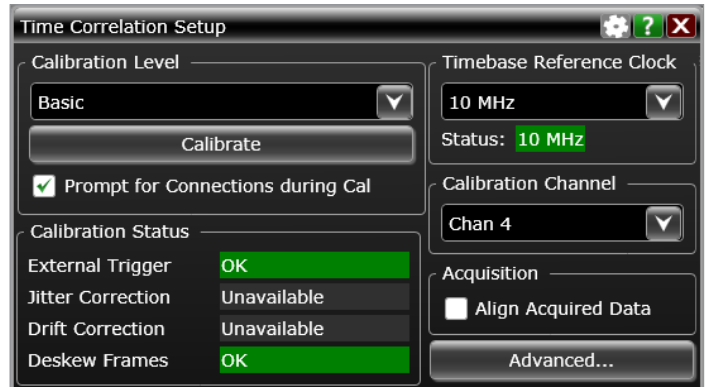 Time Correlation Setup
?
X
Calibration Level
Basic
Calibrate
Prompt for Connections during Cal
Calibration Status
External Trigger OK
Jitter Correction Unavailable
Drift Correction Unavailable
Deskew Frames OK
Timebase Reference Clock
10 MHz
Status: 10 MHz
Calibration Channel
Chan 4
Acquisition
Align Acquired Data
Advanced...